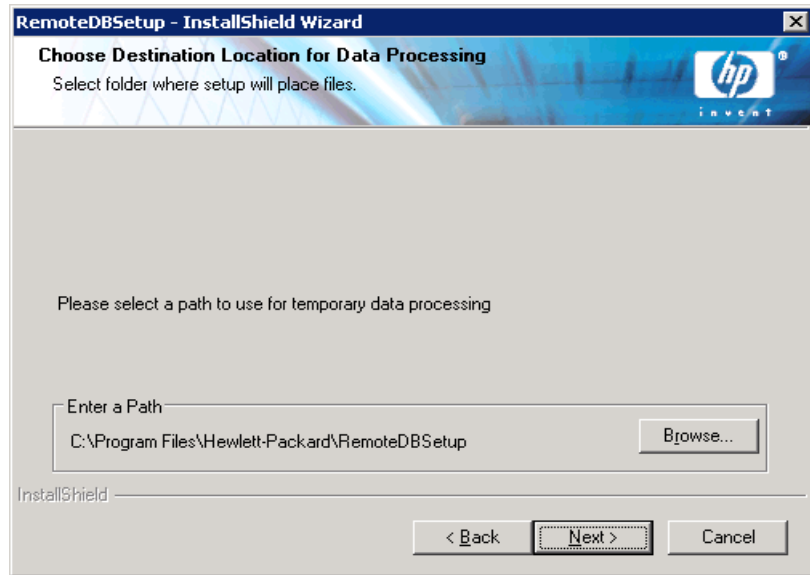 RemoteDBSetup - InstallShield Wizard
Choose Destination Location for Data Processing
Select folder where setup will place files.
hp
®
invent
Please select a path to use for temporary data processing
Enter a Path
C:\Program Files\Hewlett-Packard\RemoteDBSetup
Browse...
InstallShield
< Back
Next >
Cancel